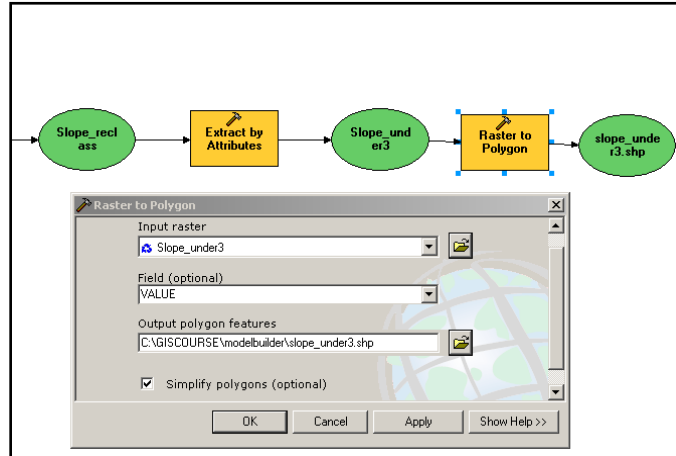 Slope_recl
ass
Extract by
Attributes
Slope_und
er3
Raster to
Polygon
slope_unde
r3.shp
Raster to Polygon
Input raster
Slope_under3
Field (optional)
VALUE
Output polygon features
C:\GISCOURSE\modelbuilder\slope_under3.shp
Simplify polygons (optional)
OK
Cancel
Apply
Show Help >>